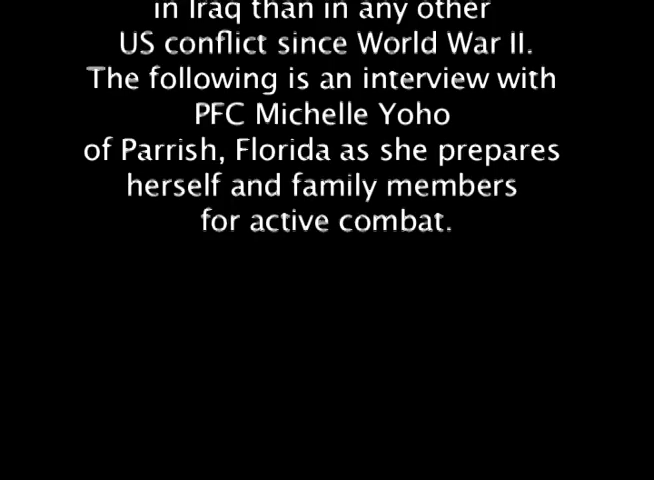 in Iraq than in any other
US conflict since World War II.
The following is an interview with
PFC Michelle Yoho
of Parrish, Florida as she prepares
herself and family members
for active combat.